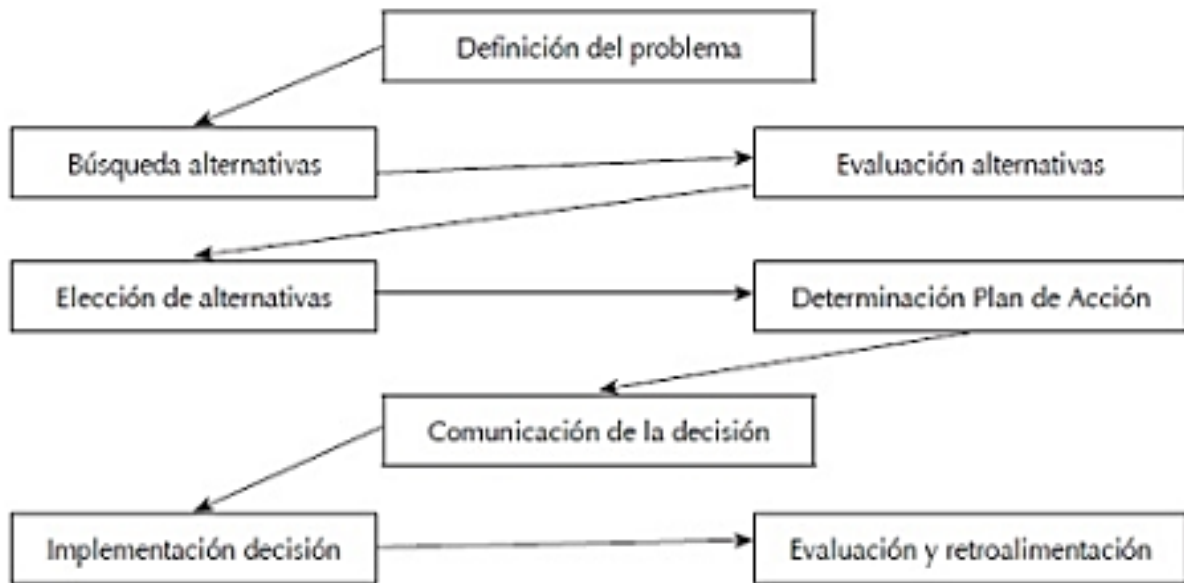 Definición del problema
Búsqueda alternativas
Evaluación alternativas
Elección de alternativas
Determinación Plan de Acción
Comunicación de la decisión
Implementación decisión
Evaluación y retroalimentación